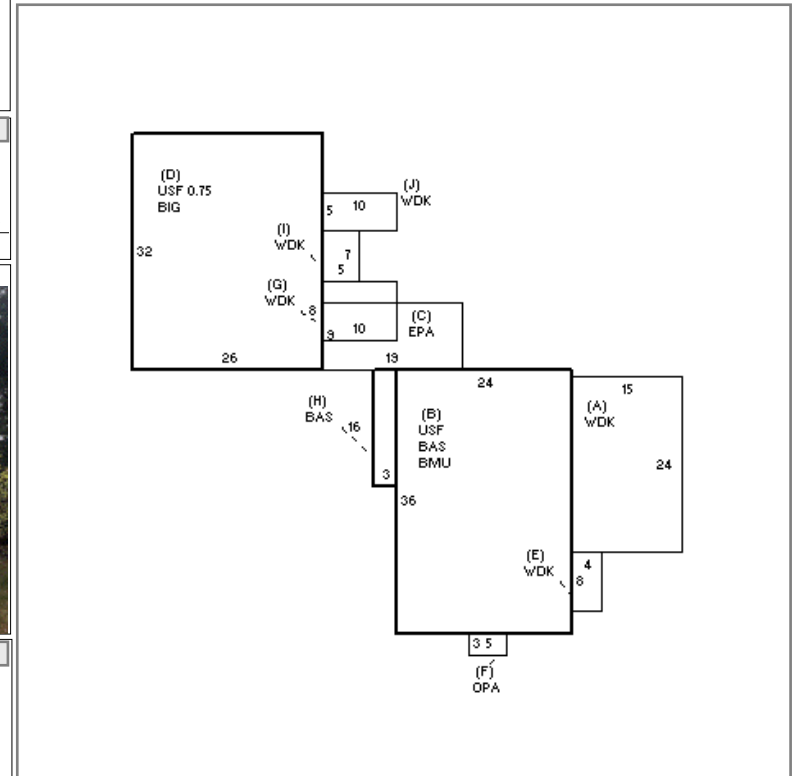 (D)
USF 0.75
BIG
32
26
(J)
WDK
5 10
(I)
WDK
7
5
(G)
WDK
8
9 10
(C)
EPA
19
(H)
BAS
16
3
24
(B)
USF
BAS
BMU
36
15
(A)
WDK
24
(E)
WDK
4
8
3 5
(F)
OPA